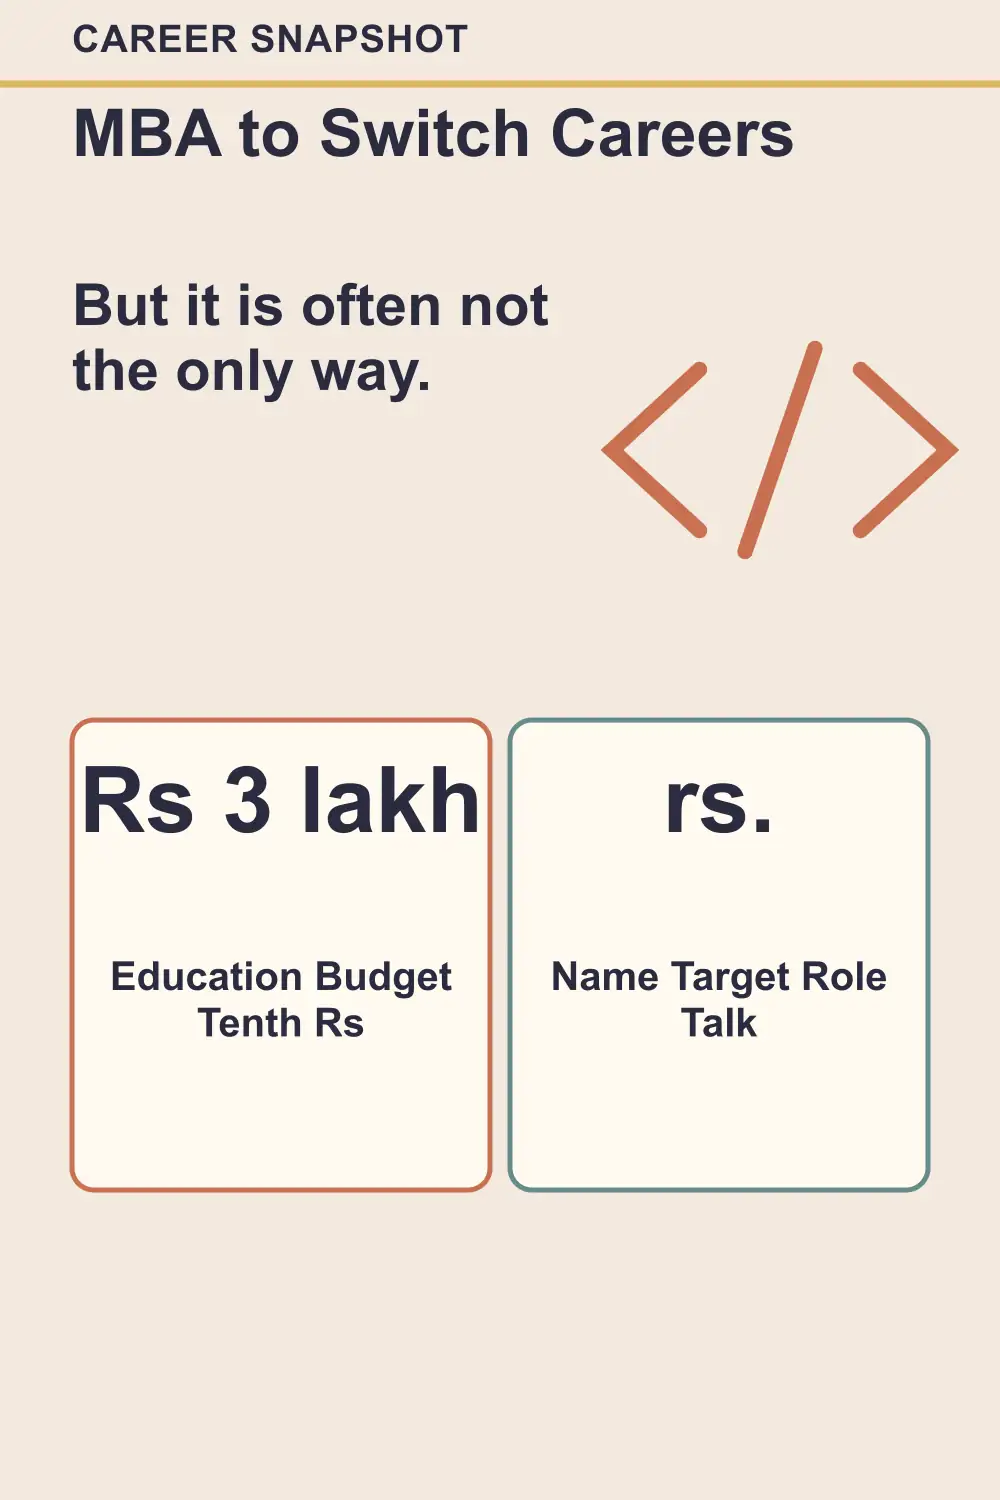 CAREER SNAPSHOT
MBA to Switch Careers
But it is often not
the only way.
Rs 3 lakh
Education Budget
Tenth Rs
rs.
Name Target Role
Talk